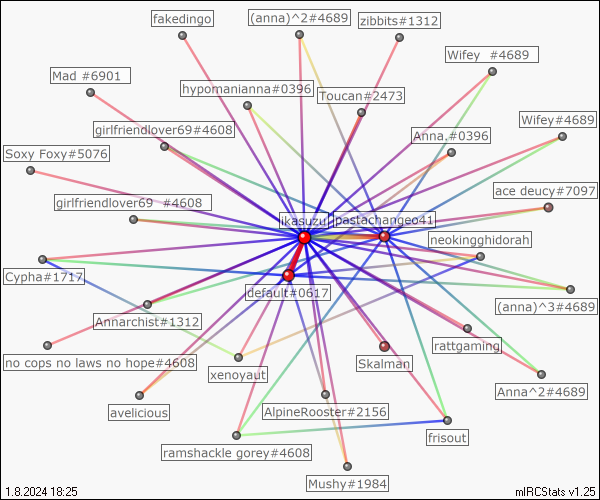 fakedingo
(anna)^2#4689
zibbits#1312
Wifey  #4689
Mad #6901
hypomanianna#0396
Toucan#2473
girlfriendlover69#4608
Anna.#0396
Wifey#4689
Soxy Foxy#5076
ace deucy#7097
girlfriendlover69  #4608
ikasuzu
pastachangeo41
neokingghidorah
Cypha#1717
default#0617
(anna)^3#4689
Annarchist#1312
rattgaming
no cops no laws no hope#4608
xenoyaut
Skalman
Anna^2#4689
avelicious
AlpineRooster#2156
frisout
ramshackle gorey#4608
Mushy#1984
1.8.2024 18:25
mIRCStats v1.25